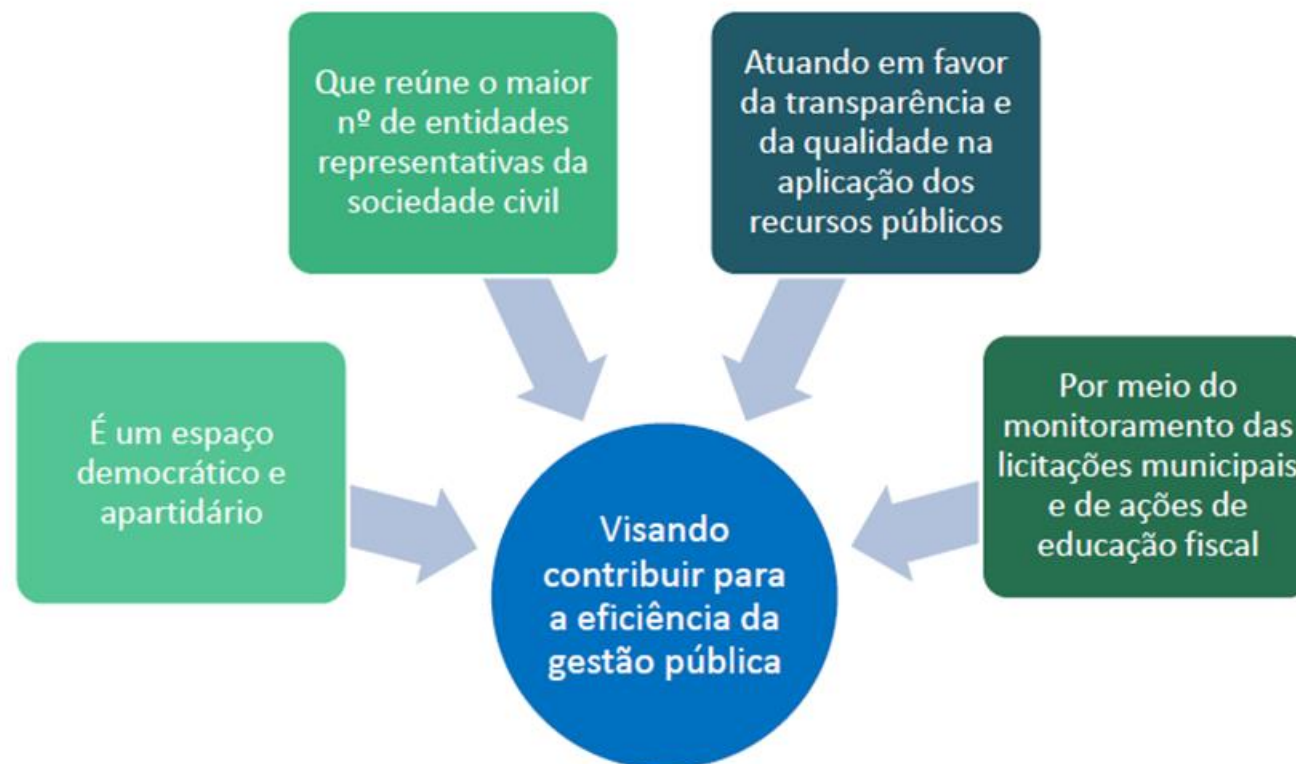 É um espaço
democrático e
apartidário
Que reúne o maior
nº de entidades
representativas da
sociedade civil
Atuando em favor
da transparência e
da qualidade na
aplicação dos
recursos públicos
Por meio do
monitoramento das
licitações municipais
e de ações de
educação fiscal
Visando
contribuir para
a eficiência da
gestão pública